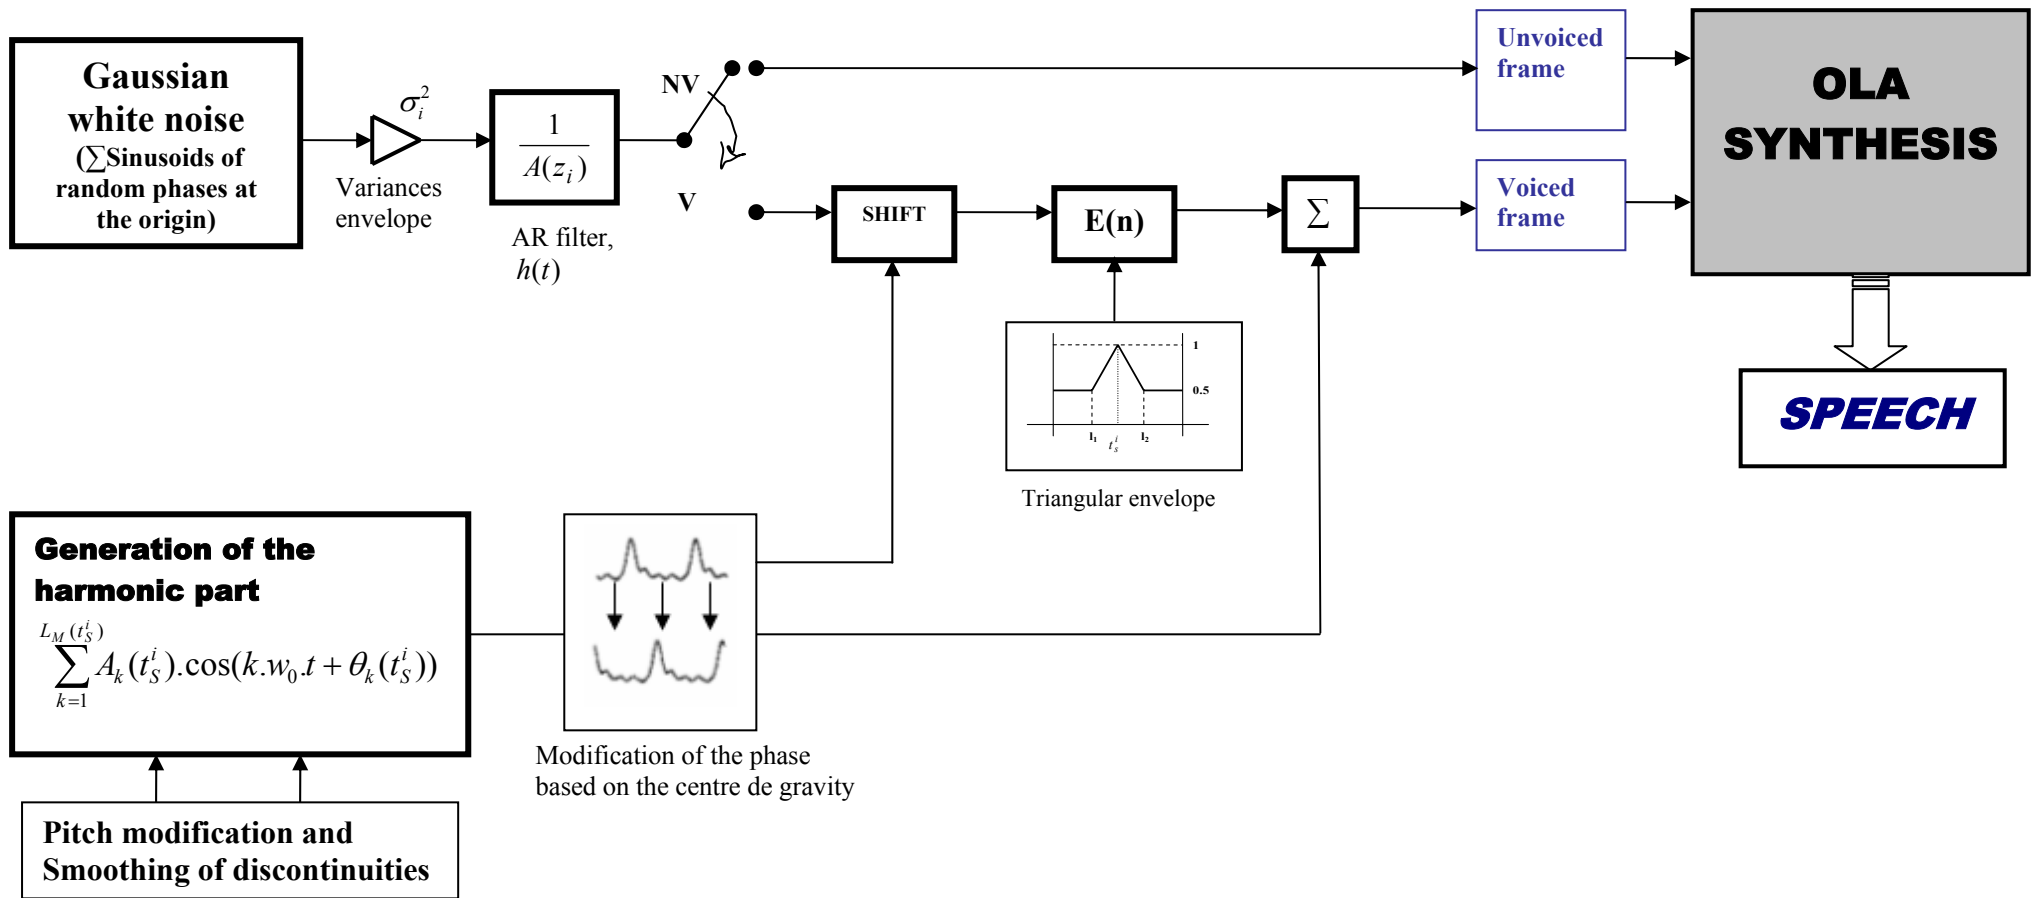 Gaussian
white noise
(∑Sinusoids of
random phases at
the origin)
σ_i^2
Variances
envelope
1
A(z_i)
AR filter,
h(t)
NV
V
SHIFT
E(n)
∑
Unvoiced
frame
Voiced
frame
OLA
SYNTHESIS
SPEECH
1
0.5
l_1 t_s^i l_2
Triangular envelope
Generation of the
harmonic part
L_M(t_S^i)
∑ A_k(t_S^i).cos(k.w_0.t + θ_k(t_S^i))
k=1
Modification of the phase
based on the centre de gravity
Pitch modification and
Smoothing of discontinuities